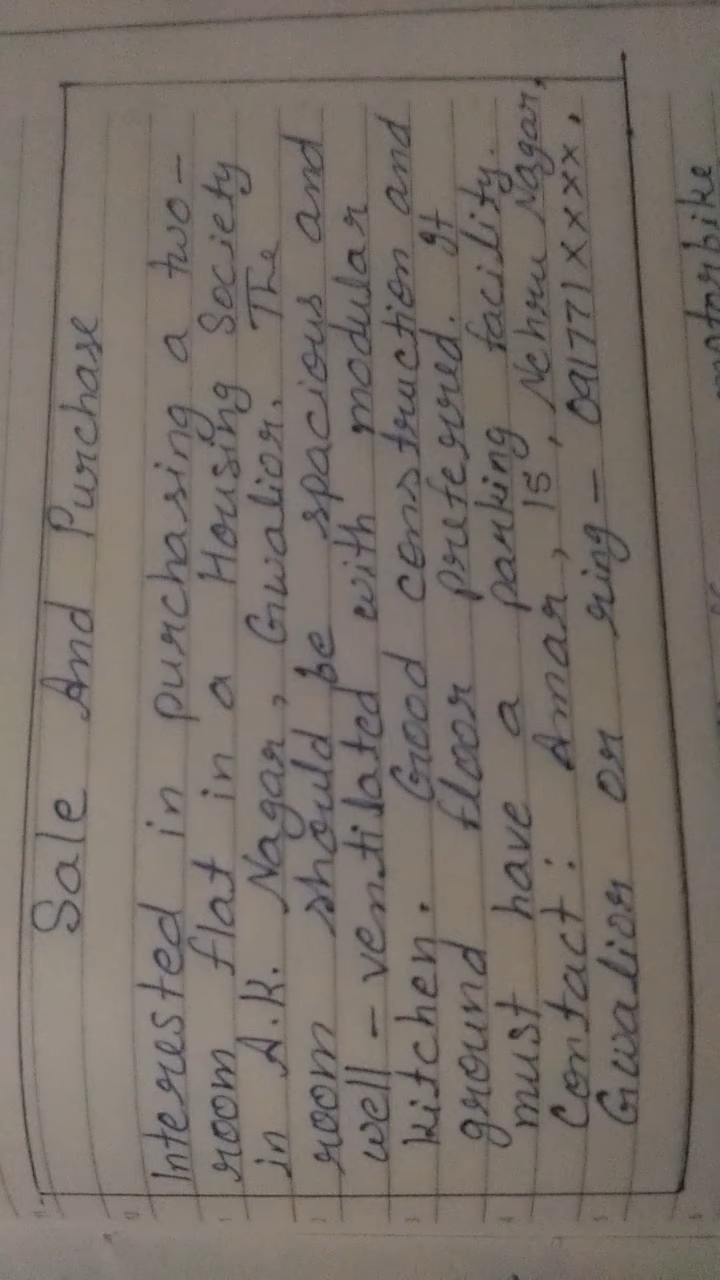 Sale And Purchase
Interested in purchasing a two-
room flat in a Housing Society
in A.K. Nagar, Gwalior. The
room should be spacious and
well-ventilated with modular
kitchen. Good construction and
ground floor preferred. It
must have a parking facility.
Contact: Amar, 15, Nehru Nagar,
Gwalior or ring - 091771xxxx.
motorbike